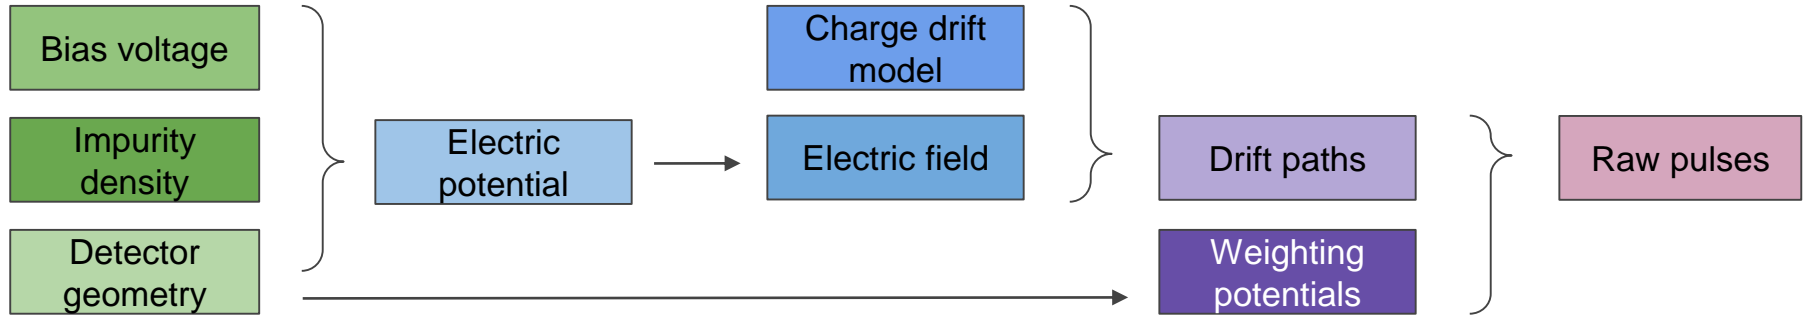 Bias voltage
Impurity
density
Detector
geometry
Electric
potential
Charge drift
model
Electric field
Drift paths
Weighting
potentials
Raw pulses